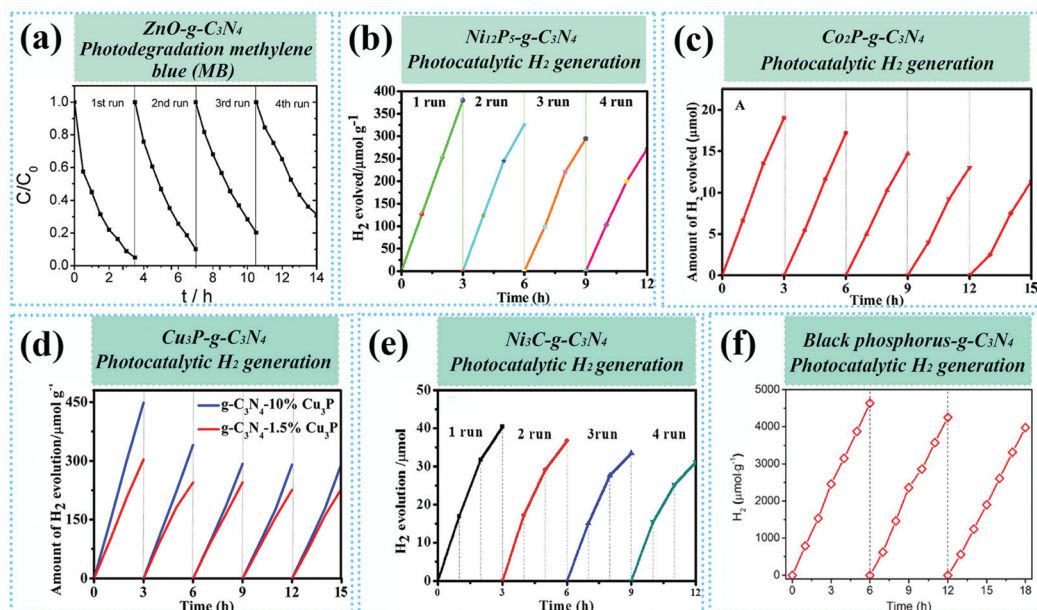 (a)
ZnO-g-C₃N₄
Photodegradation methylene
blue (MB)
1st run 2nd run 3rd run 4th run
C/C₀
1.0
0.8
0.6
0.4
0.2
0.0
0 2 4 6 8 10 12 14
t / h
(b)
Ni₁₂P₅-g-C₃N₄
Photocatalytic H₂ generation
1 run 2 run 3 run 4 run
H₂ evolved/μmol g⁻¹
400
375
350
325
300
275
250
225
200
175
150
125
100
75
50
25
0
0 3 6 9 12
Time (h)
(c)
Co₂P-g-C₃N₄
Photocatalytic H₂ generation
A
Amount of H₂ evolved (μmol)
20
15
10
5
0
0 3 6 9 12 15
Time (h)
(d)
Cu₃P-g-C₃N₄
Photocatalytic H₂ generation
g-C₃N₄-10% Cu₃P
g-C₃N₄-1.5% Cu₃P
Amount of H₂ evolution/μmol g⁻¹
450
300
150
0
0 3 6 9 12 15
Time (h)
(e)
Ni₃C-g-C₃N₄
Photocatalytic H₂ generation
1 run 2 run 3run 4 run
H₂ evolution /μmol
50
40
30
20
10
0
0 3 6 9 12
Time (h)
(f)
Black phosphorus-g-C₃N₄
Photocatalytic H₂ generation
H₂ (μmol·g⁻¹)
5000
4000
3000
2000
1000
0
0 3 6 9 12 15 18
Time (h)